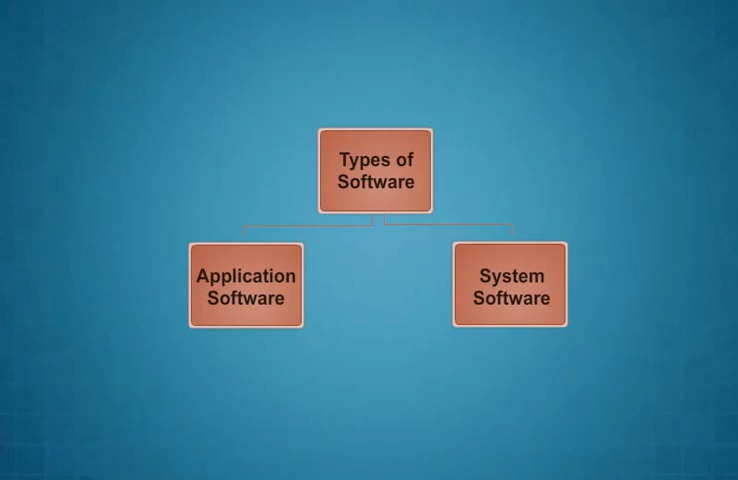 Types of
Software
Application
Software
System
Software